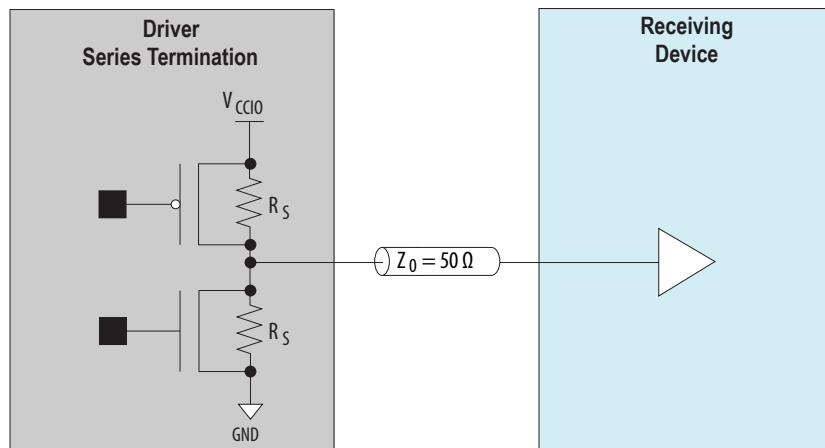 Driver
Series Termination
Receiving
Device
V CCIO
R S
Z 0 = 50 Ω
R S
GND